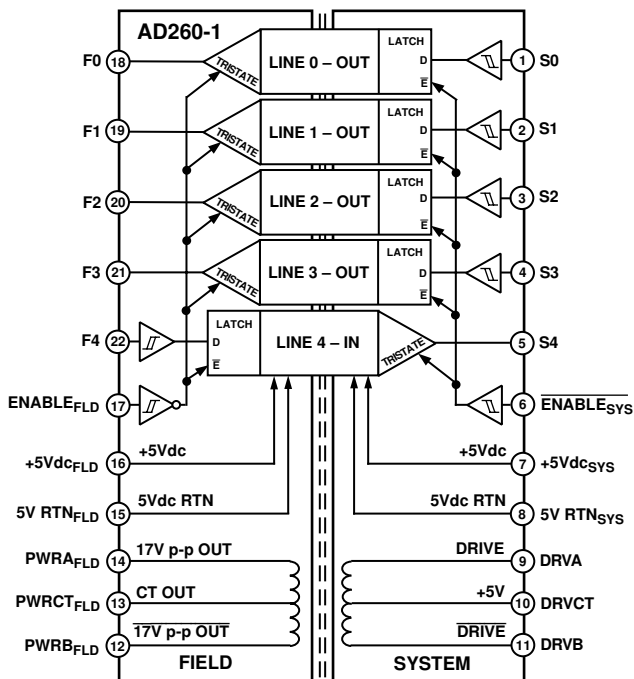 AD260-1
F0 18 TRISTATE LINE 0 – OUT LATCH D E 1 S0
F1 19 TRISTATE LINE 1 – OUT LATCH D E 2 S1
F2 20 TRISTATE LINE 2 – OUT LATCH D E 3 S2
F3 21 TRISTATE LINE 3 – OUT LATCH D E 4 S3
F4 22 LATCH D E LINE 4 – IN TRISTATE 5 S4
ENABLEFLD 17 6 ENABLESYS
+5VdcFLD 16 +5Vdc +5Vdc 7 +5VdcSYS
5V RTNFLD 15 5Vdc RTN 5Vdc RTN 8 5V RTNSYS
PWRAFLD 14 17V p-p OUT DRIVE 9 DRVA
PWRCTFLD 13 CT OUT +5V 10 DRVCT
PWRBFLD 12 17V p-p OUT DRIVE 11 DRVB
FIELD SYSTEM